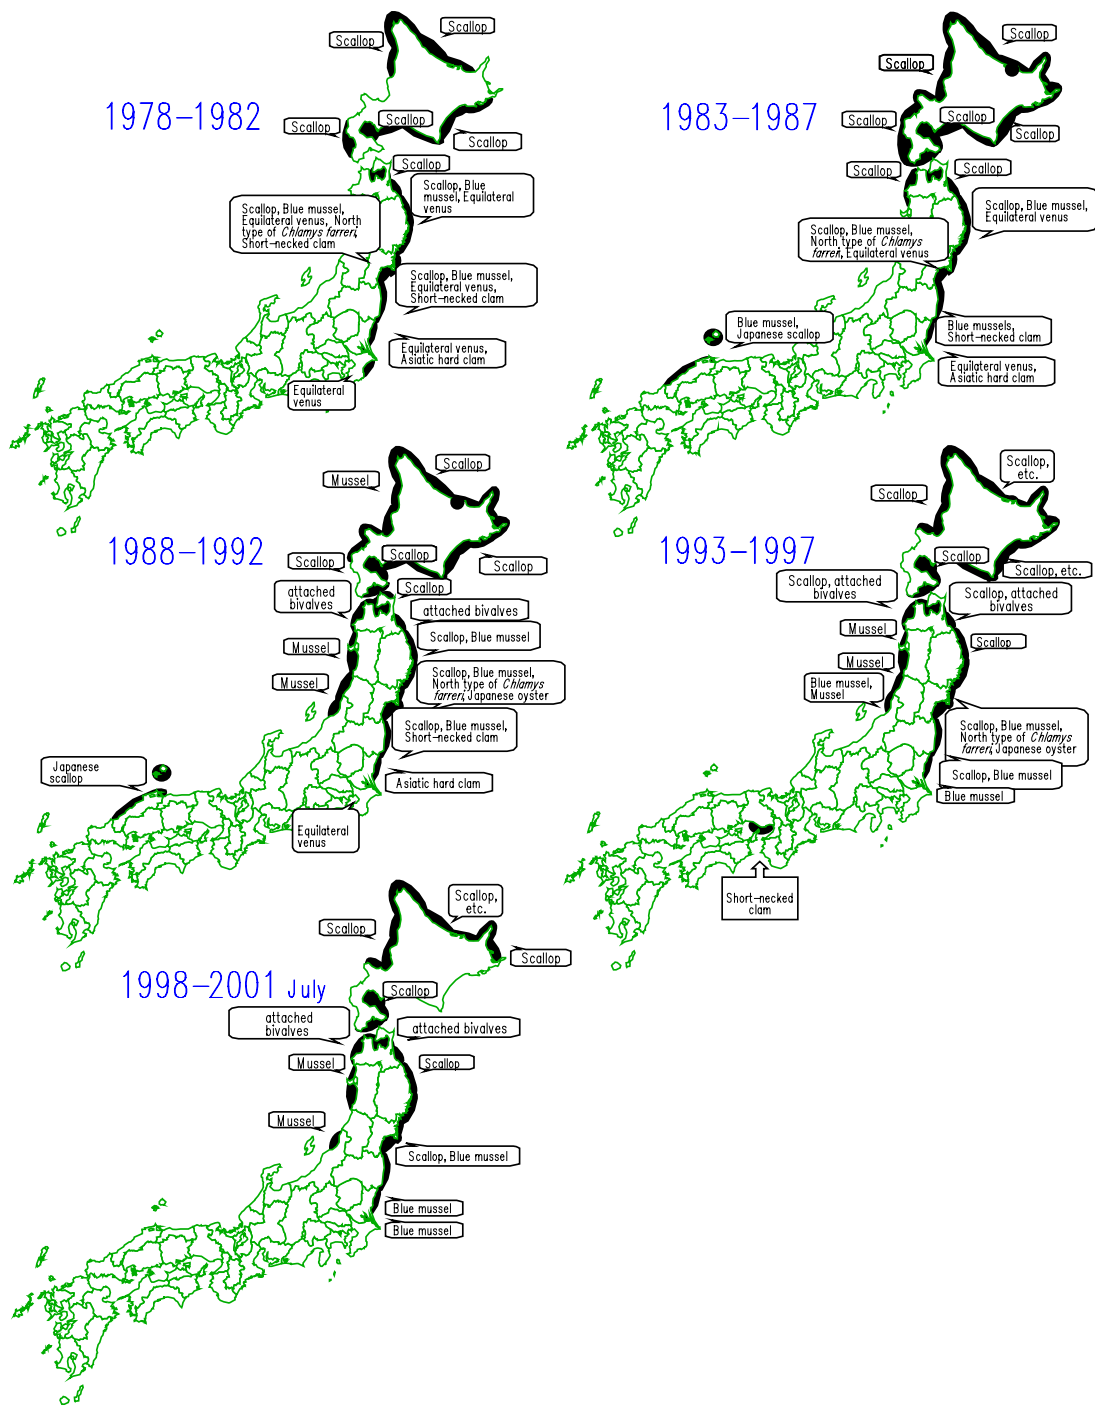 1978-1982
Scallop
Scallop
Scallop
Scallop
Scallop
Scallop
Scallop, Blue
mussel, Equilateral
venus
Scallop, Blue mussel,
Equilateral venus, North
type of Chlamys farreri,
Short-necked clam
Scallop, Blue mussel,
Equilateral venus,
Short-necked clam
Equilateral venus,
Asiatic hard clam
Equilateral
venus
1983-1987
Scallop
Scallop
Scallop
Scallop
Scallop
Scallop
Scallop
Scallop, Blue mussel,
Equilateral venus
Scallop, Blue mussel,
North type of Chlamys
farreri, Equilateral venus
Blue mussel,
Japanese scallop
Blue mussels,
Short-necked clam
Equilateral venus,
Asiatic hard clam
1988-1992
Scallop
Mussel
Scallop
Scallop
Scallop
attached
bivalves
Scallop
attached bivalves
Scallop, Blue mussel
Mussel
Mussel
Scallop, Blue mussel,
North type of Chlamys
farreri, Japanese oyster
Scallop, Blue mussel,
Short-necked clam
Japanese
scallop
Asiatic hard clam
Equilateral
venus
1993-1997
Scallop,
etc.
Scallop
Scallop
Scallop, etc.
Scallop, attached
bivalves
Scallop, attached
bivalves
Mussel
Scallop
Mussel
Blue mussel,
Mussel
Scallop, Blue mussel,
North type of Chlamys
farreri, Japanese oyster
Scallop, Blue mussel
Blue mussel
Short-necked
clam
1998-2001 July
Scallop,
etc.
Scallop
Scallop
Scallop
attached
bivalves
attached bivalves
Mussel
Scallop
Mussel
Scallop, Blue mussel
Blue mussel
Blue mussel